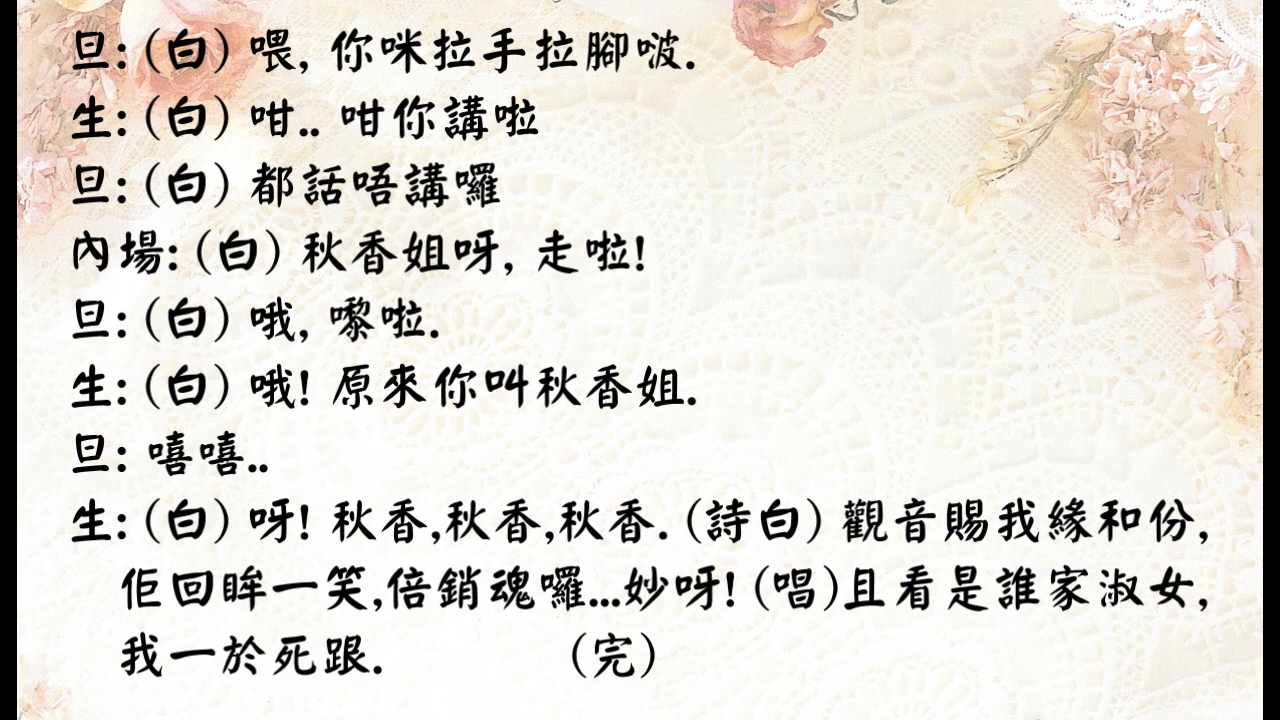 旦: (白) 喂, 你咪拉手拉腳啵.
生: (白) 咁.. 咁你講啦
旦: (白) 都話唔講囉
內場: (白) 秋香姐呀, 走啦!
旦: (白) 哦, 嚟啦.
生: (白) 哦! 原來你叫秋香姐.
旦: 嘻嘻..
生: (白) 呀! 秋香,秋香,秋香. (詩白) 觀音賜我緣和份,
佢回眸一笑,倍銷魂囉...妙呀! (唱)且看是誰家淑女,
我一於死跟. (完)